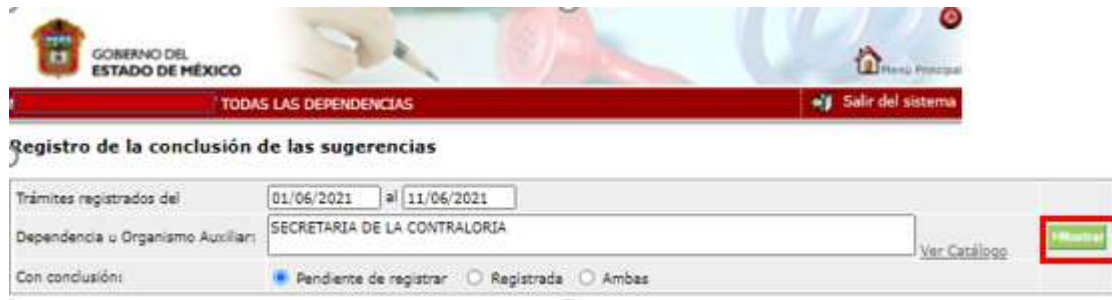 GOBIERNO DEL
ESTADO DE MÉXICO
Menú Principal
TODAS LAS DEPENDENCIAS
Salir del sistema
Registro de la conclusión de las sugerencias
Trámites registrados del 01/06/2021 al 11/06/2021
Dependencia u Organismo Auxiliar: SECRETARIA DE LA CONTRALORIA Ver Catálogo
Mostrar
Con conclusión: Pendiente de registrar Registrada Ambas